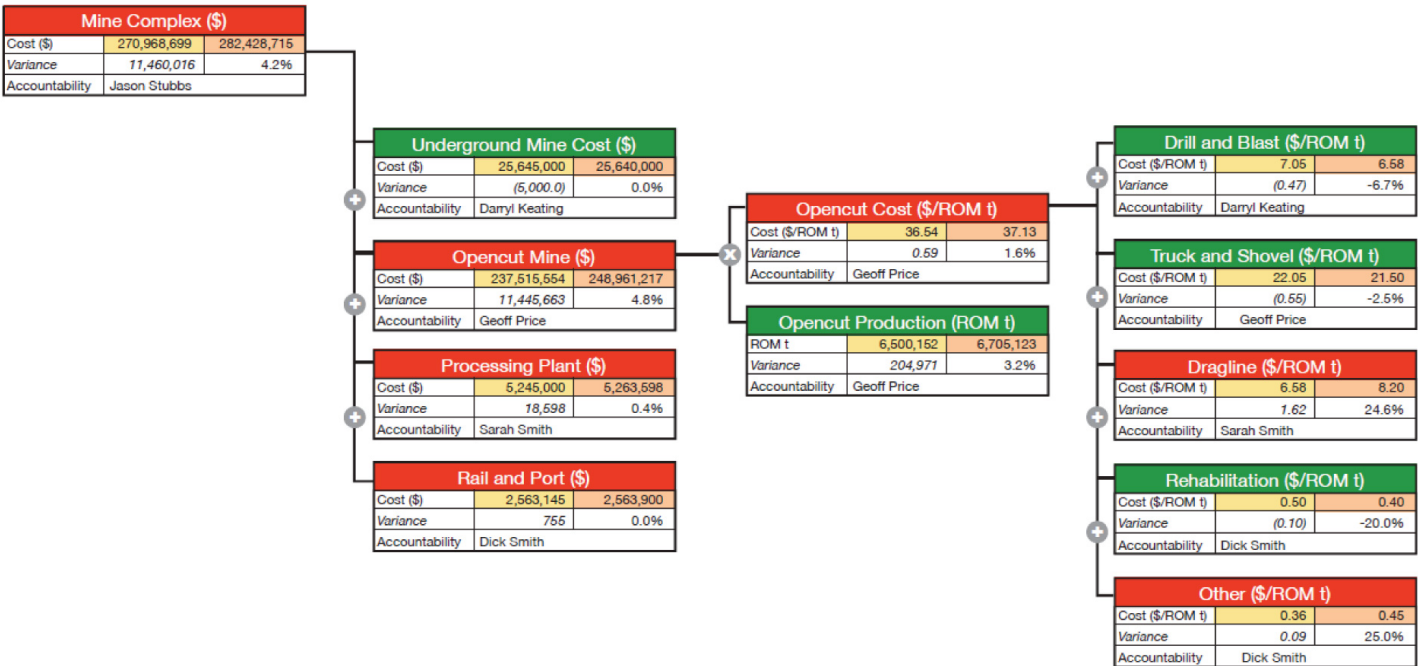 Mine Complex ($)
Cost ($) 270,968,699 282,428,715
Variance 11,460,016 4.2%
Accountability Jason Stubbs
Underground Mine Cost ($)
Cost ($) 25,645,000 25,640,000
Variance (5,000.0) 0.0%
Accountability Darryl Keating
Opencut Mine ($)
Cost ($) 237,515,554 248,961,217
Variance 11,445,663 4.8%
Accountability Geoff Price
Processing Plant ($)
Cost ($) 5,245,000 5,263,598
Variance 18,598 0.4%
Accountability Sarah Smith
Rail and Port ($)
Cost ($) 2,563,145 2,563,900
Variance 755 0.0%
Accountability Dick Smith
Opencut Cost ($/ROM t)
Cost ($/ROM t) 36.54 37.13
Variance 0.59 1.6%
Accountability Geoff Price
Opencut Production (ROM t)
ROM t 6,500,152 6,705,123
Variance 204,971 3.2%
Accountability Geoff Price
Drill and Blast ($/ROM t)
Cost ($/ROM t) 7.05 6.58
Variance (0.47) -6.7%
Accountability Darryl Keating
Truck and Shovel ($/ROM t)
Cost ($/ROM t) 22.05 21.50
Variance (0.55) -2.5%
Accountability Geoff Price
Dragline ($/ROM t)
Cost ($/ROM t) 6.58 8.20
Variance 1.62 24.6%
Accountability Sarah Smith
Rehabilitation ($/ROM t)
Cost ($/ROM t) 0.50 0.40
Variance (0.10) -20.0%
Accountability Dick Smith
Other ($/ROM t)
Cost ($/ROM t) 0.36 0.45
Variance 0.09 25.0%
Accountability Dick Smith